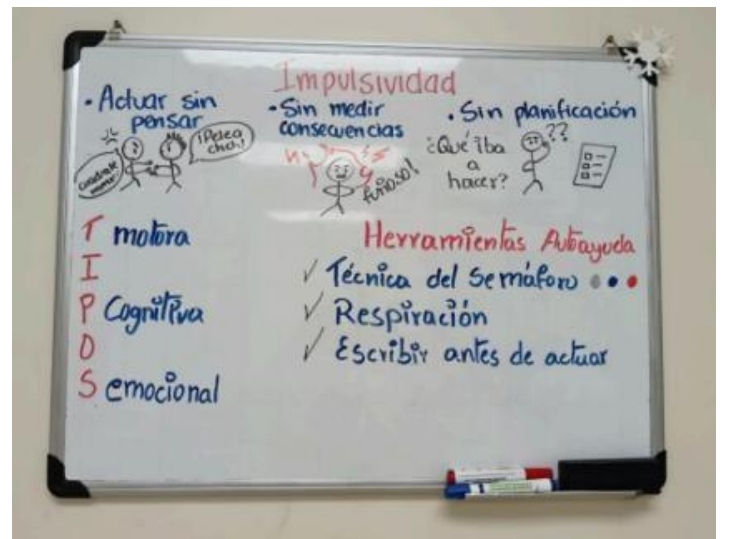 Impulsividad
• Actuar sin
pensar
• Sin medir
consecuencias
• Sin planificación
¡Pelea
¿Qué iba
a
hacer?
??
furioso!
TIPOS
motora
Cognitiva
emocional
Herramientas Autoayuda
✓ Técnica del Semáforo
✓ Respiración
✓ Escribir antes de actuar